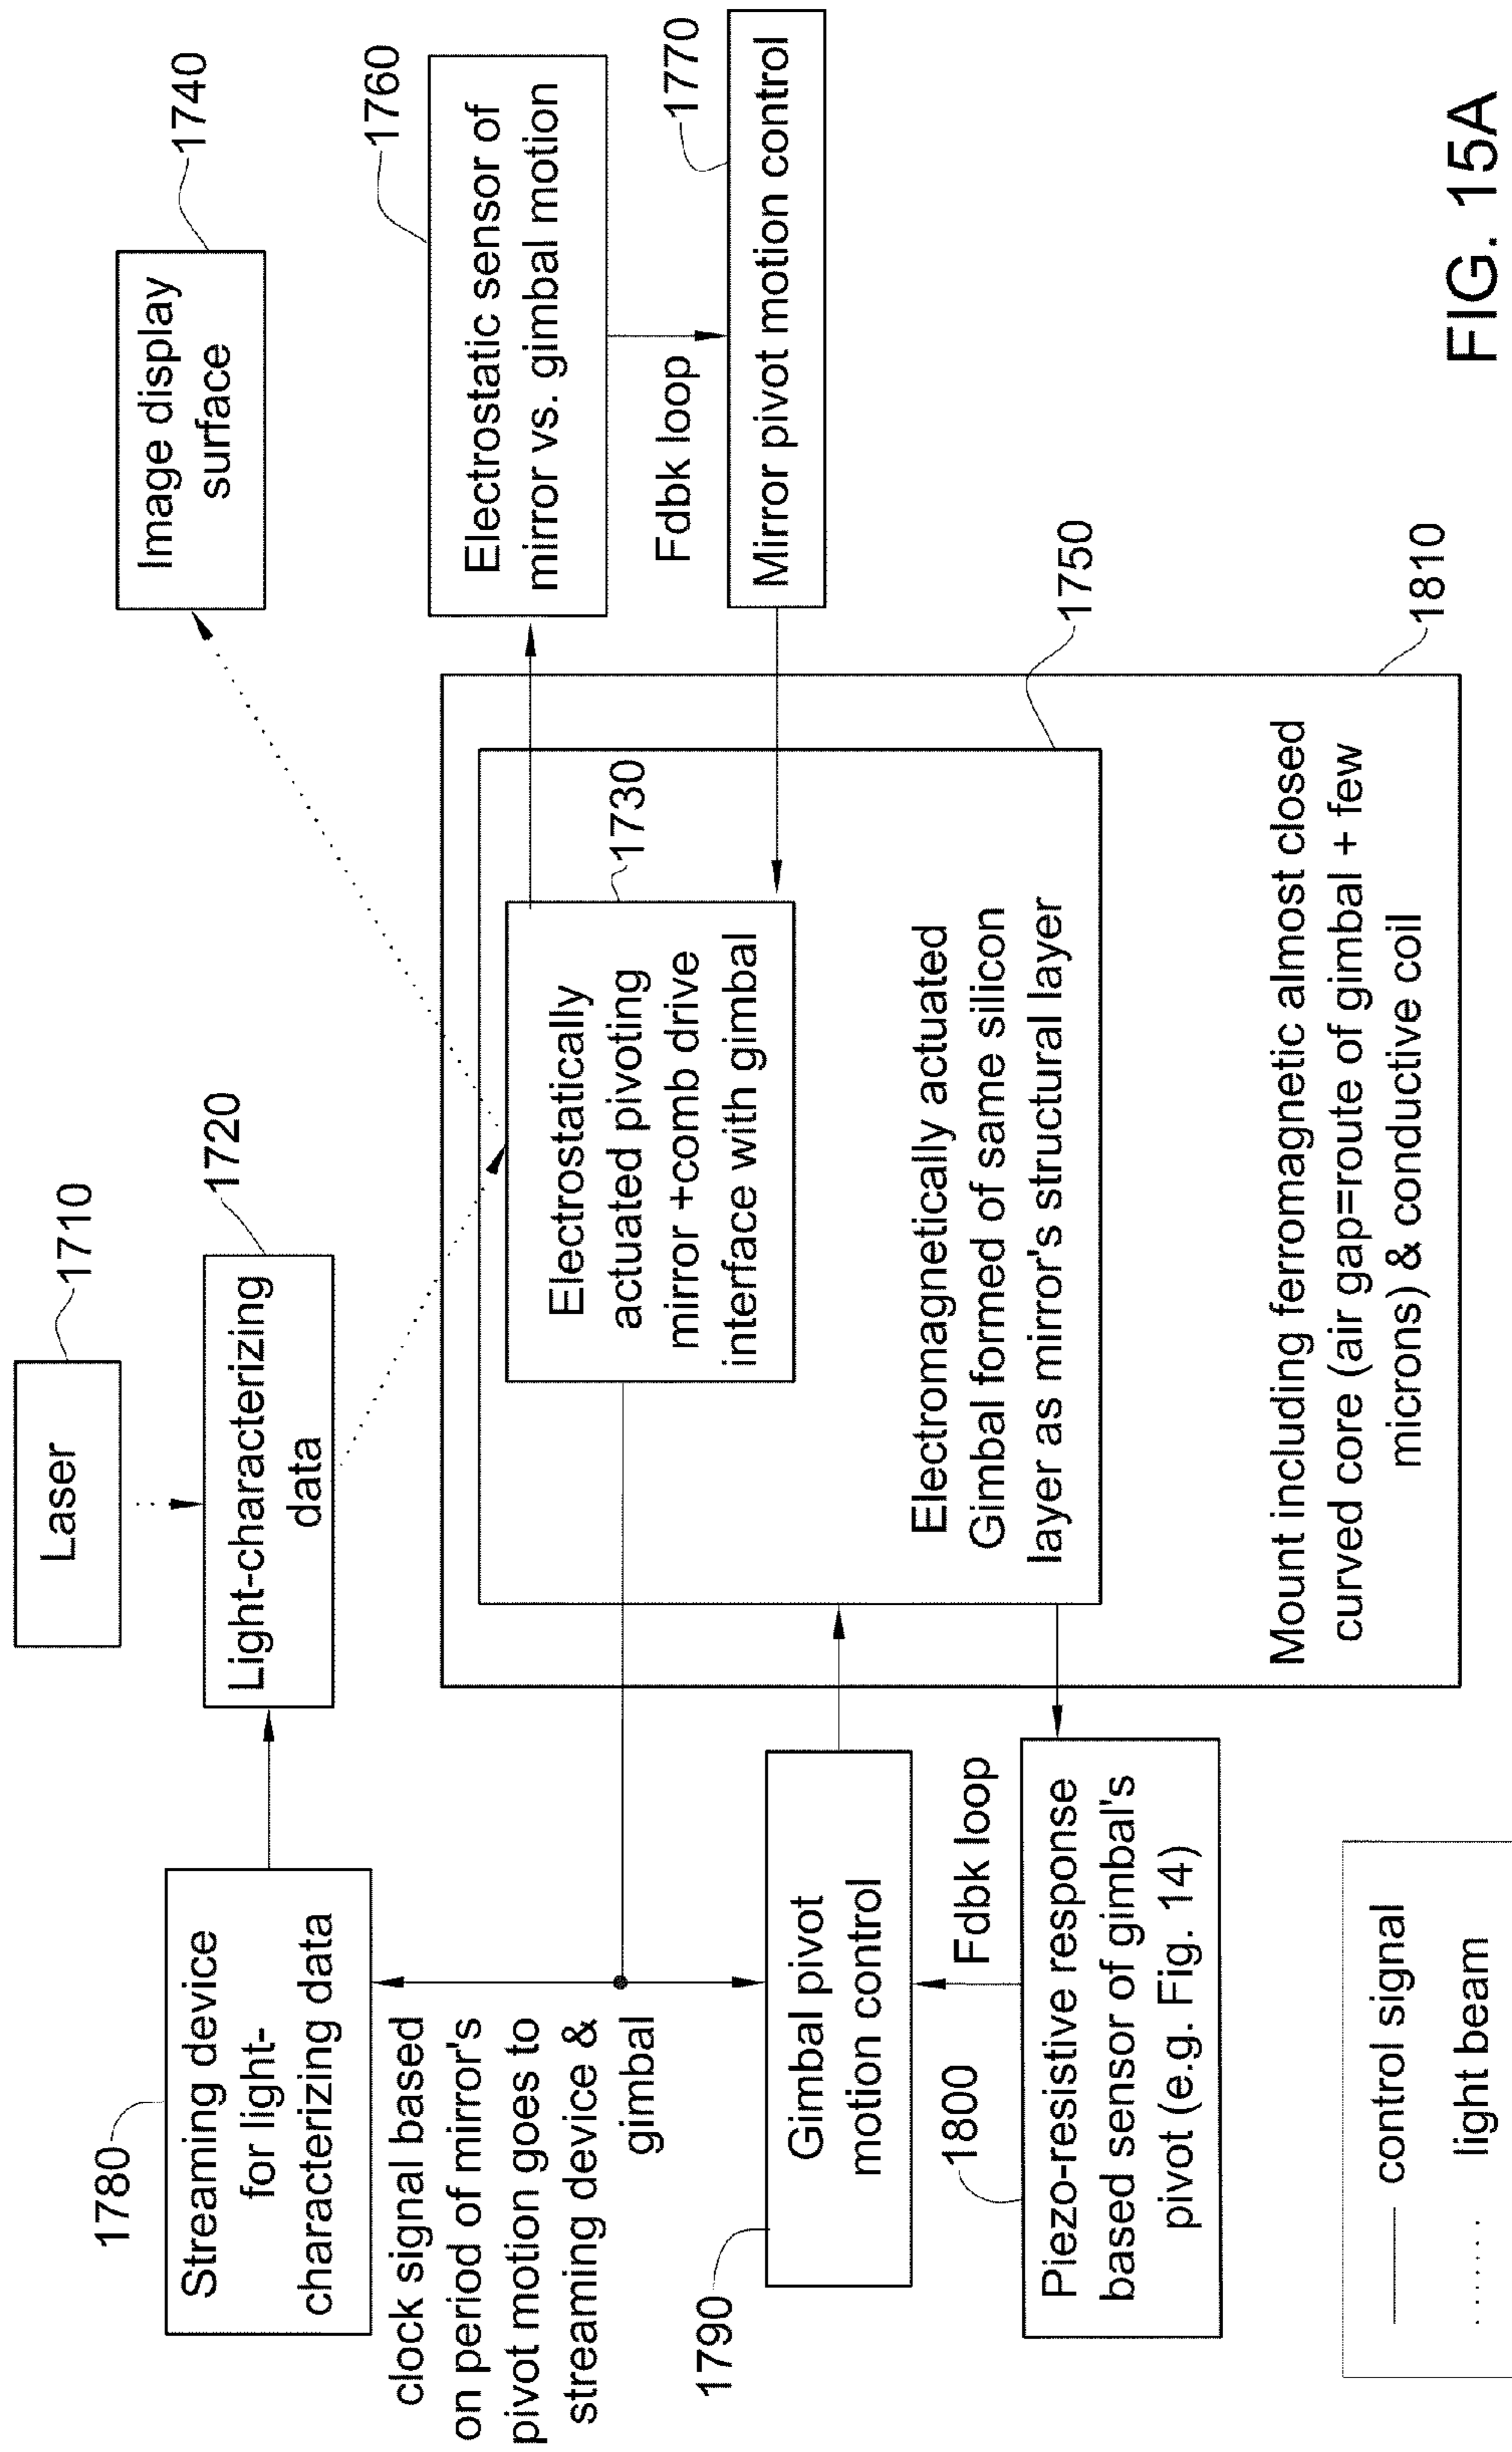 1710
Laser
1720
Light-characterizing
data
1740
Image display
surface
1780
Streaming device
for light-
characterizing data
clock signal based
on period of mirror's
pivot motion goes to
streaming device &
gimbal
1730
Electrostatically
actuated pivoting
mirror +comb drive
interface with gimbal
1760
Electrostatic sensor of
mirror vs. gimbal motion
Fdbk loop
1770
Mirror pivot motion control
1790
Gimbal pivot
motion control
Fdbk loop
1800
Piezo-resistive response
based sensor of gimbal's
pivot (e.g. Fig. 14)
1750
Electromagnetically actuated
Gimbal formed of same silicon
layer as mirror's structural layer
1810
Mount including ferromagnetic almost closed
curved core (air gap=route of gimbal + few
microns) & conductive coil
control signal
light beam
FIG. 15A